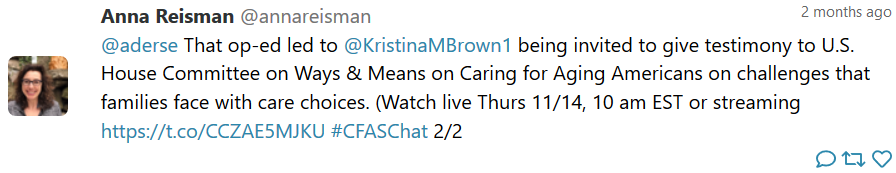 Anna Reisman @annareisman 2 months ago
@aderse That op-ed led to @KristinaMBrown1 being invited to give testimony to U.S.
House Committee on Ways & Means on Caring for Aging Americans on challenges that
families face with care choices. (Watch live Thurs 11/14, 10 am EST or streaming
https://t.co/CCZAE5MJKU #CFASChat 2/2